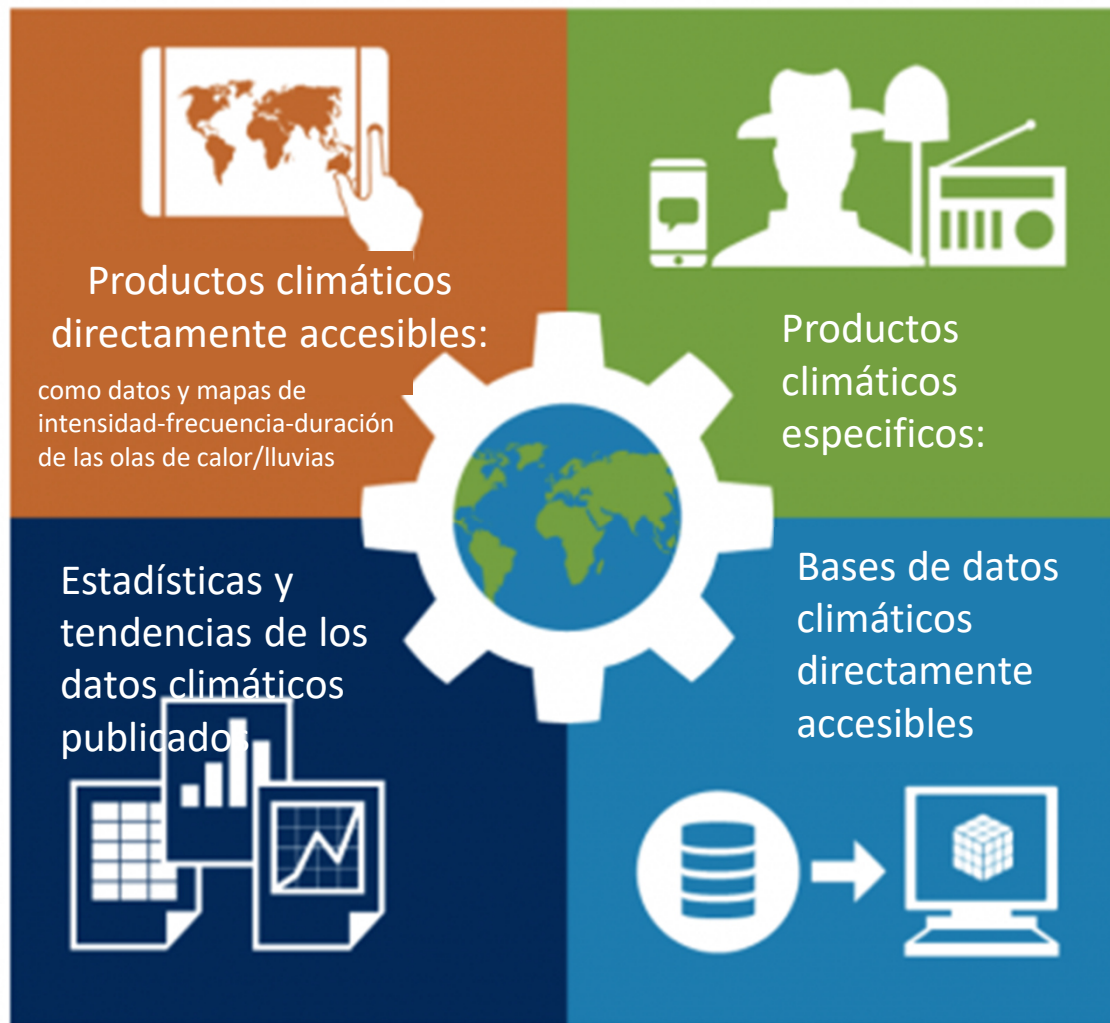 Productos climáticos
directamente accesibles:
como datos y mapas de
intensidad-frecuencia-duración
de las olas de calor/lluvias
Productos
climáticos
especificos:
Estadísticas y
tendencias de los
datos climáticos
publicados
Bases de datos
climáticos
directamente
accesibles